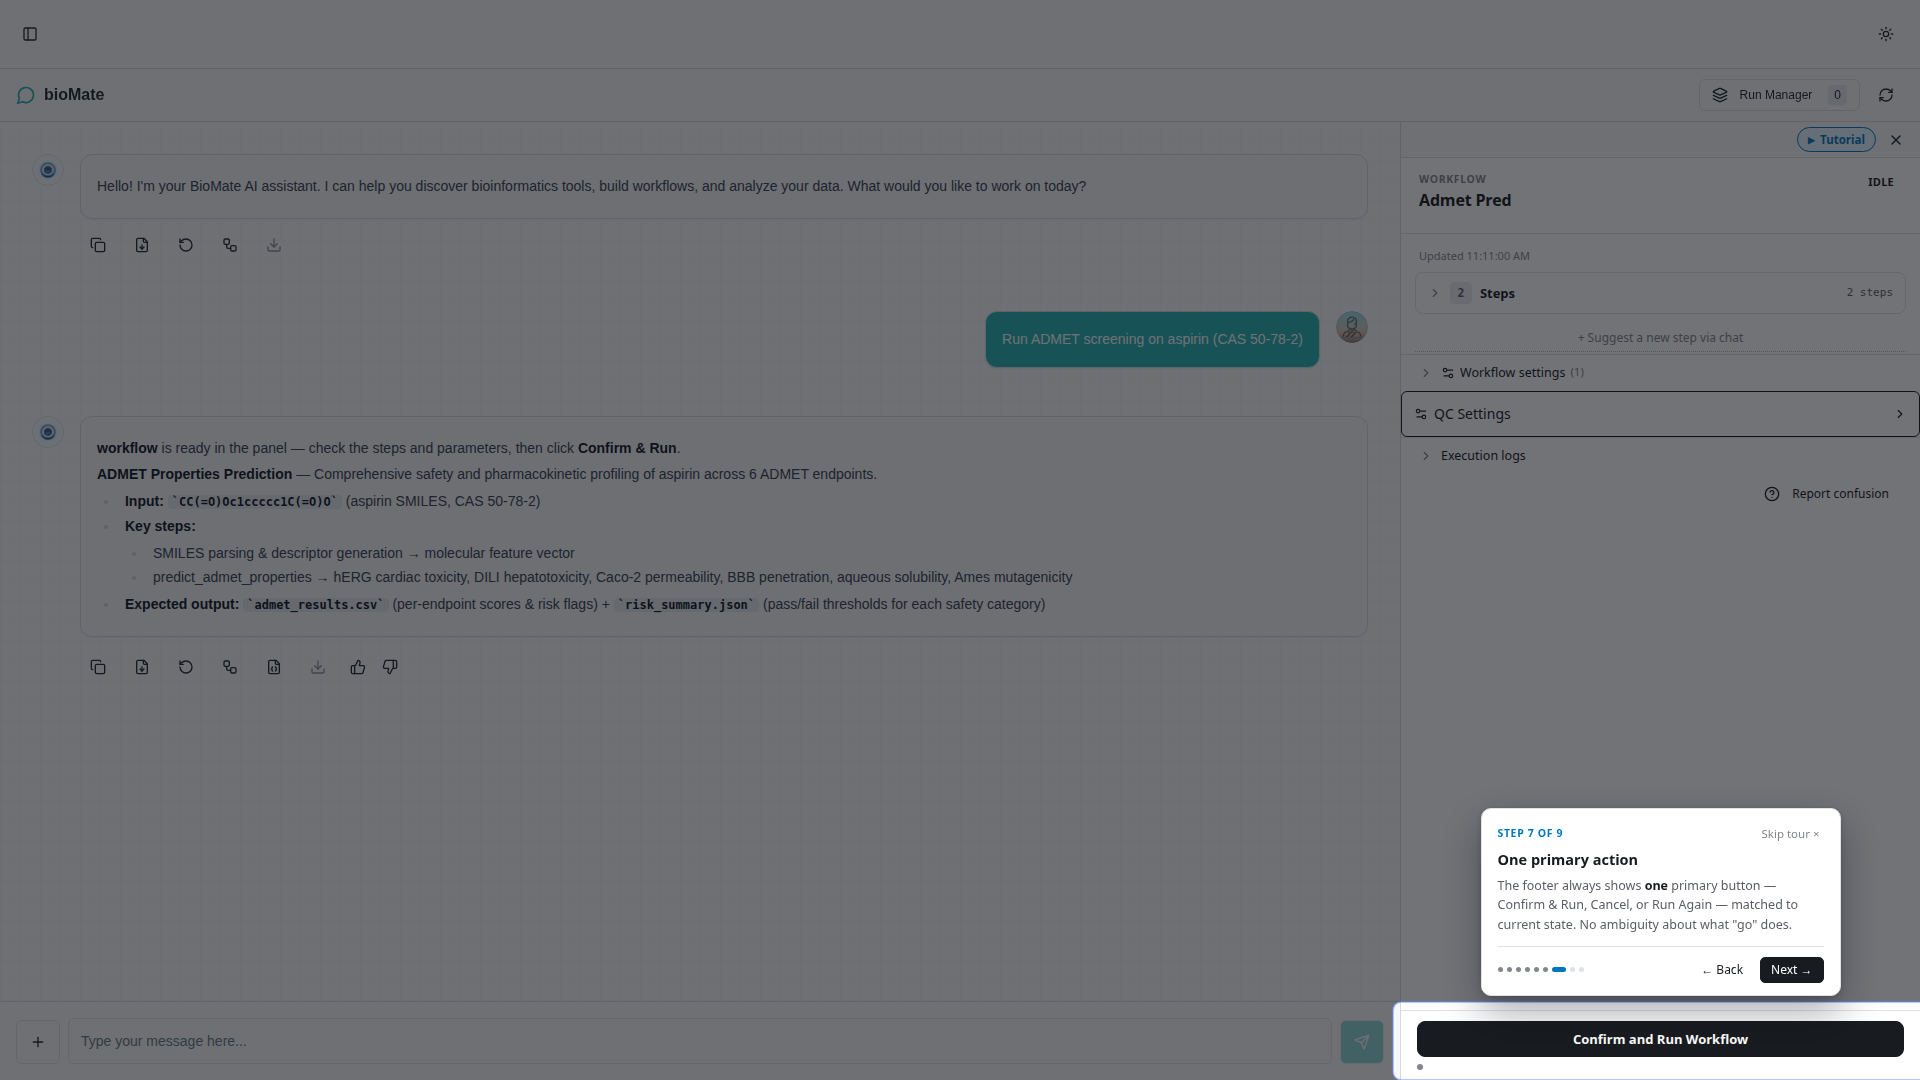 bioMate
Run Manager 0
▶ Tutorial
Hello! I'm your BioMate AI assistant. I can help you discover bioinformatics tools, build workflows, and analyze your data. What would you like to work on today?
Run ADMET screening on aspirin (CAS 50-78-2)
workflow is ready in the panel — check the steps and parameters, then click Confirm & Run.
ADMET Properties Prediction — Comprehensive safety and pharmacokinetic profiling of aspirin across 6 ADMET endpoints.
Input: `CC(=O)Oc1ccccc1C(=O)O` (aspirin SMILES, CAS 50-78-2)
Key steps:
SMILES parsing & descriptor generation → molecular feature vector
predict_admet_properties → hERG cardiac toxicity, DILI hepatotoxicity, Caco-2 permeability, BBB penetration, aqueous solubility, Ames mutagenicity
Expected output: `admet_results.csv` (per-endpoint scores & risk flags) + `risk_summary.json` (pass/fail thresholds for each safety category)
Type your message here...
WORKFLOW
IDLE
Admet Pred
Updated 11:11:00 AM
2 Steps 2 steps
+ Suggest a new step via chat
Workflow settings (1)
QC Settings
Execution logs
Report confusion
STEP 7 OF 9
Skip tour ×
One primary action
The footer always shows one primary button —
Confirm & Run, Cancel, or Run Again — matched to
current state. No ambiguity about what "go" does.
← Back
Next →
Confirm and Run Workflow